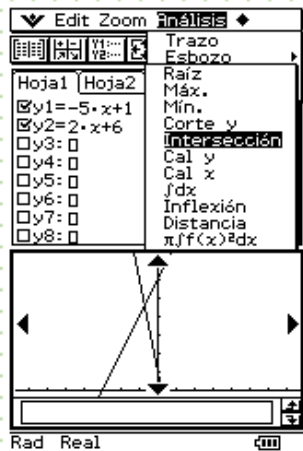 Edit Zoom Análisis
Trazo
Esbozo
Raíz
Máx.
Mín.
Corte y
Intersección
Cal y
Cal x
∫dx
Inflexión
Distancia
π∫f(x)²dx
Hoja1 Hoja2
y1=-5·x+1
y2=2·x+6
y3:
y4:
y5:
y6:
y7:
y8:
Rad Real